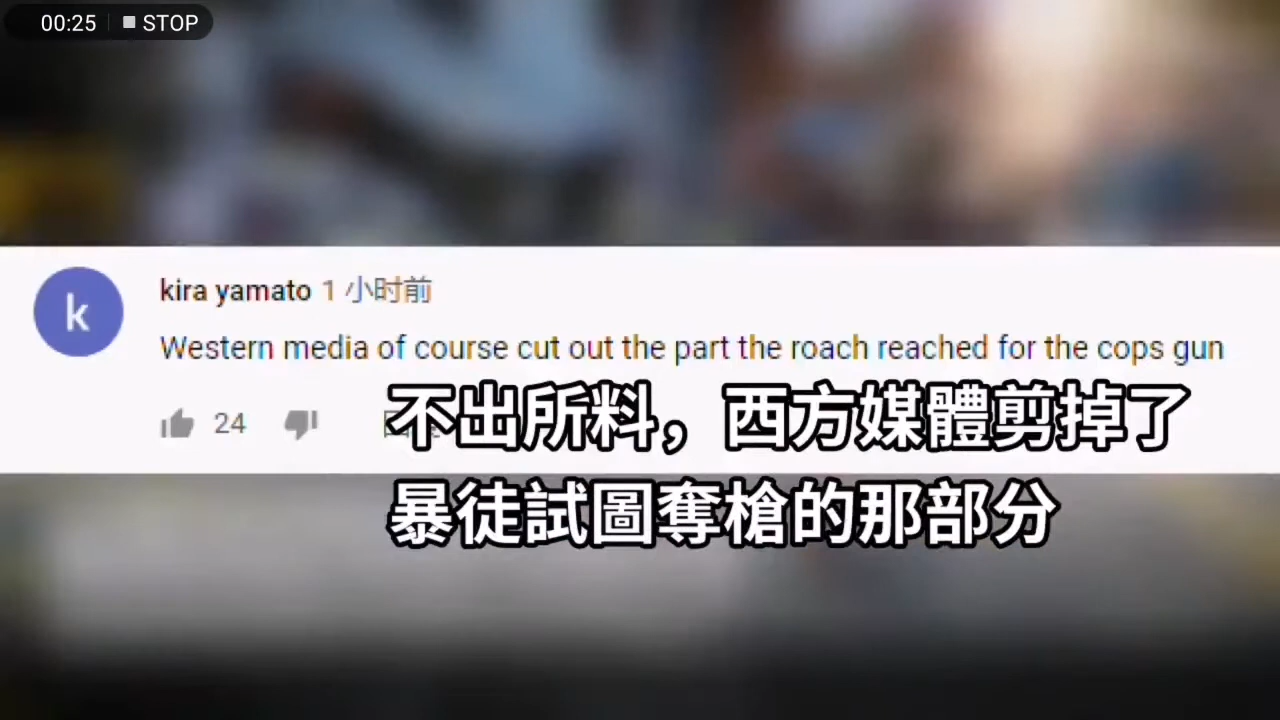 00:25 STOP
kira yamato 1 小时前
Western media of course cut out the part the roach reached for the cops gun
24
不出所料，西方媒體剪掉了
暴徒試圖奪槍的那部分
k